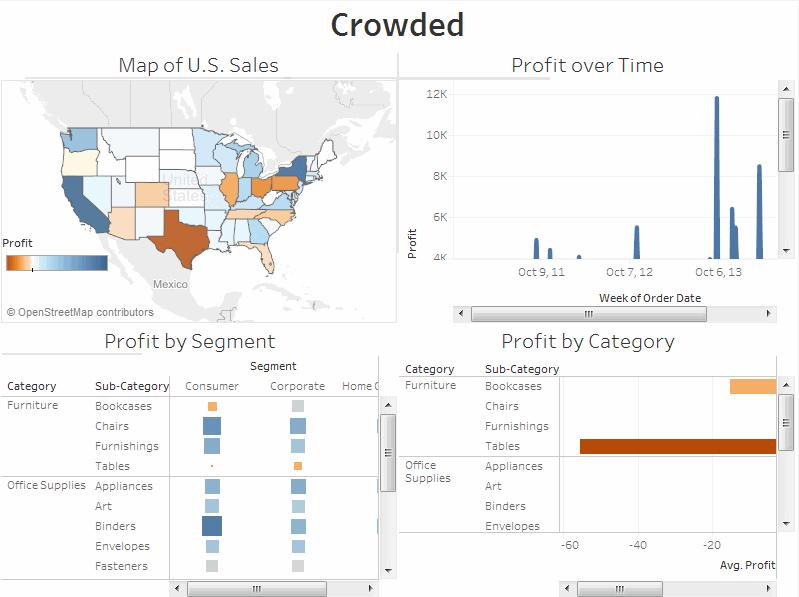 Crowded
Map of U.S. Sales
United
States
Profit
Mexico
© OpenStreetMap contributors
Profit over Time
12K
10K
8K
6K
4K
Profit
Oct 9, 11
Oct 7, 12
Oct 6, 13
Week of Order Date
Profit by Segment
Segment
Category Sub-Category Consumer Corporate Home C
Furniture Bookcases
Chairs
Furnishings
Tables
Office Supplies Appliances
Art
Binders
Envelopes
Fasteners
Profit by Category
Category Sub-Category
Furniture Bookcases
Chairs
Furnishings
Tables
Office Supplies Appliances
Art
Binders
Envelopes
-60 -40 -20
Avg. Profit